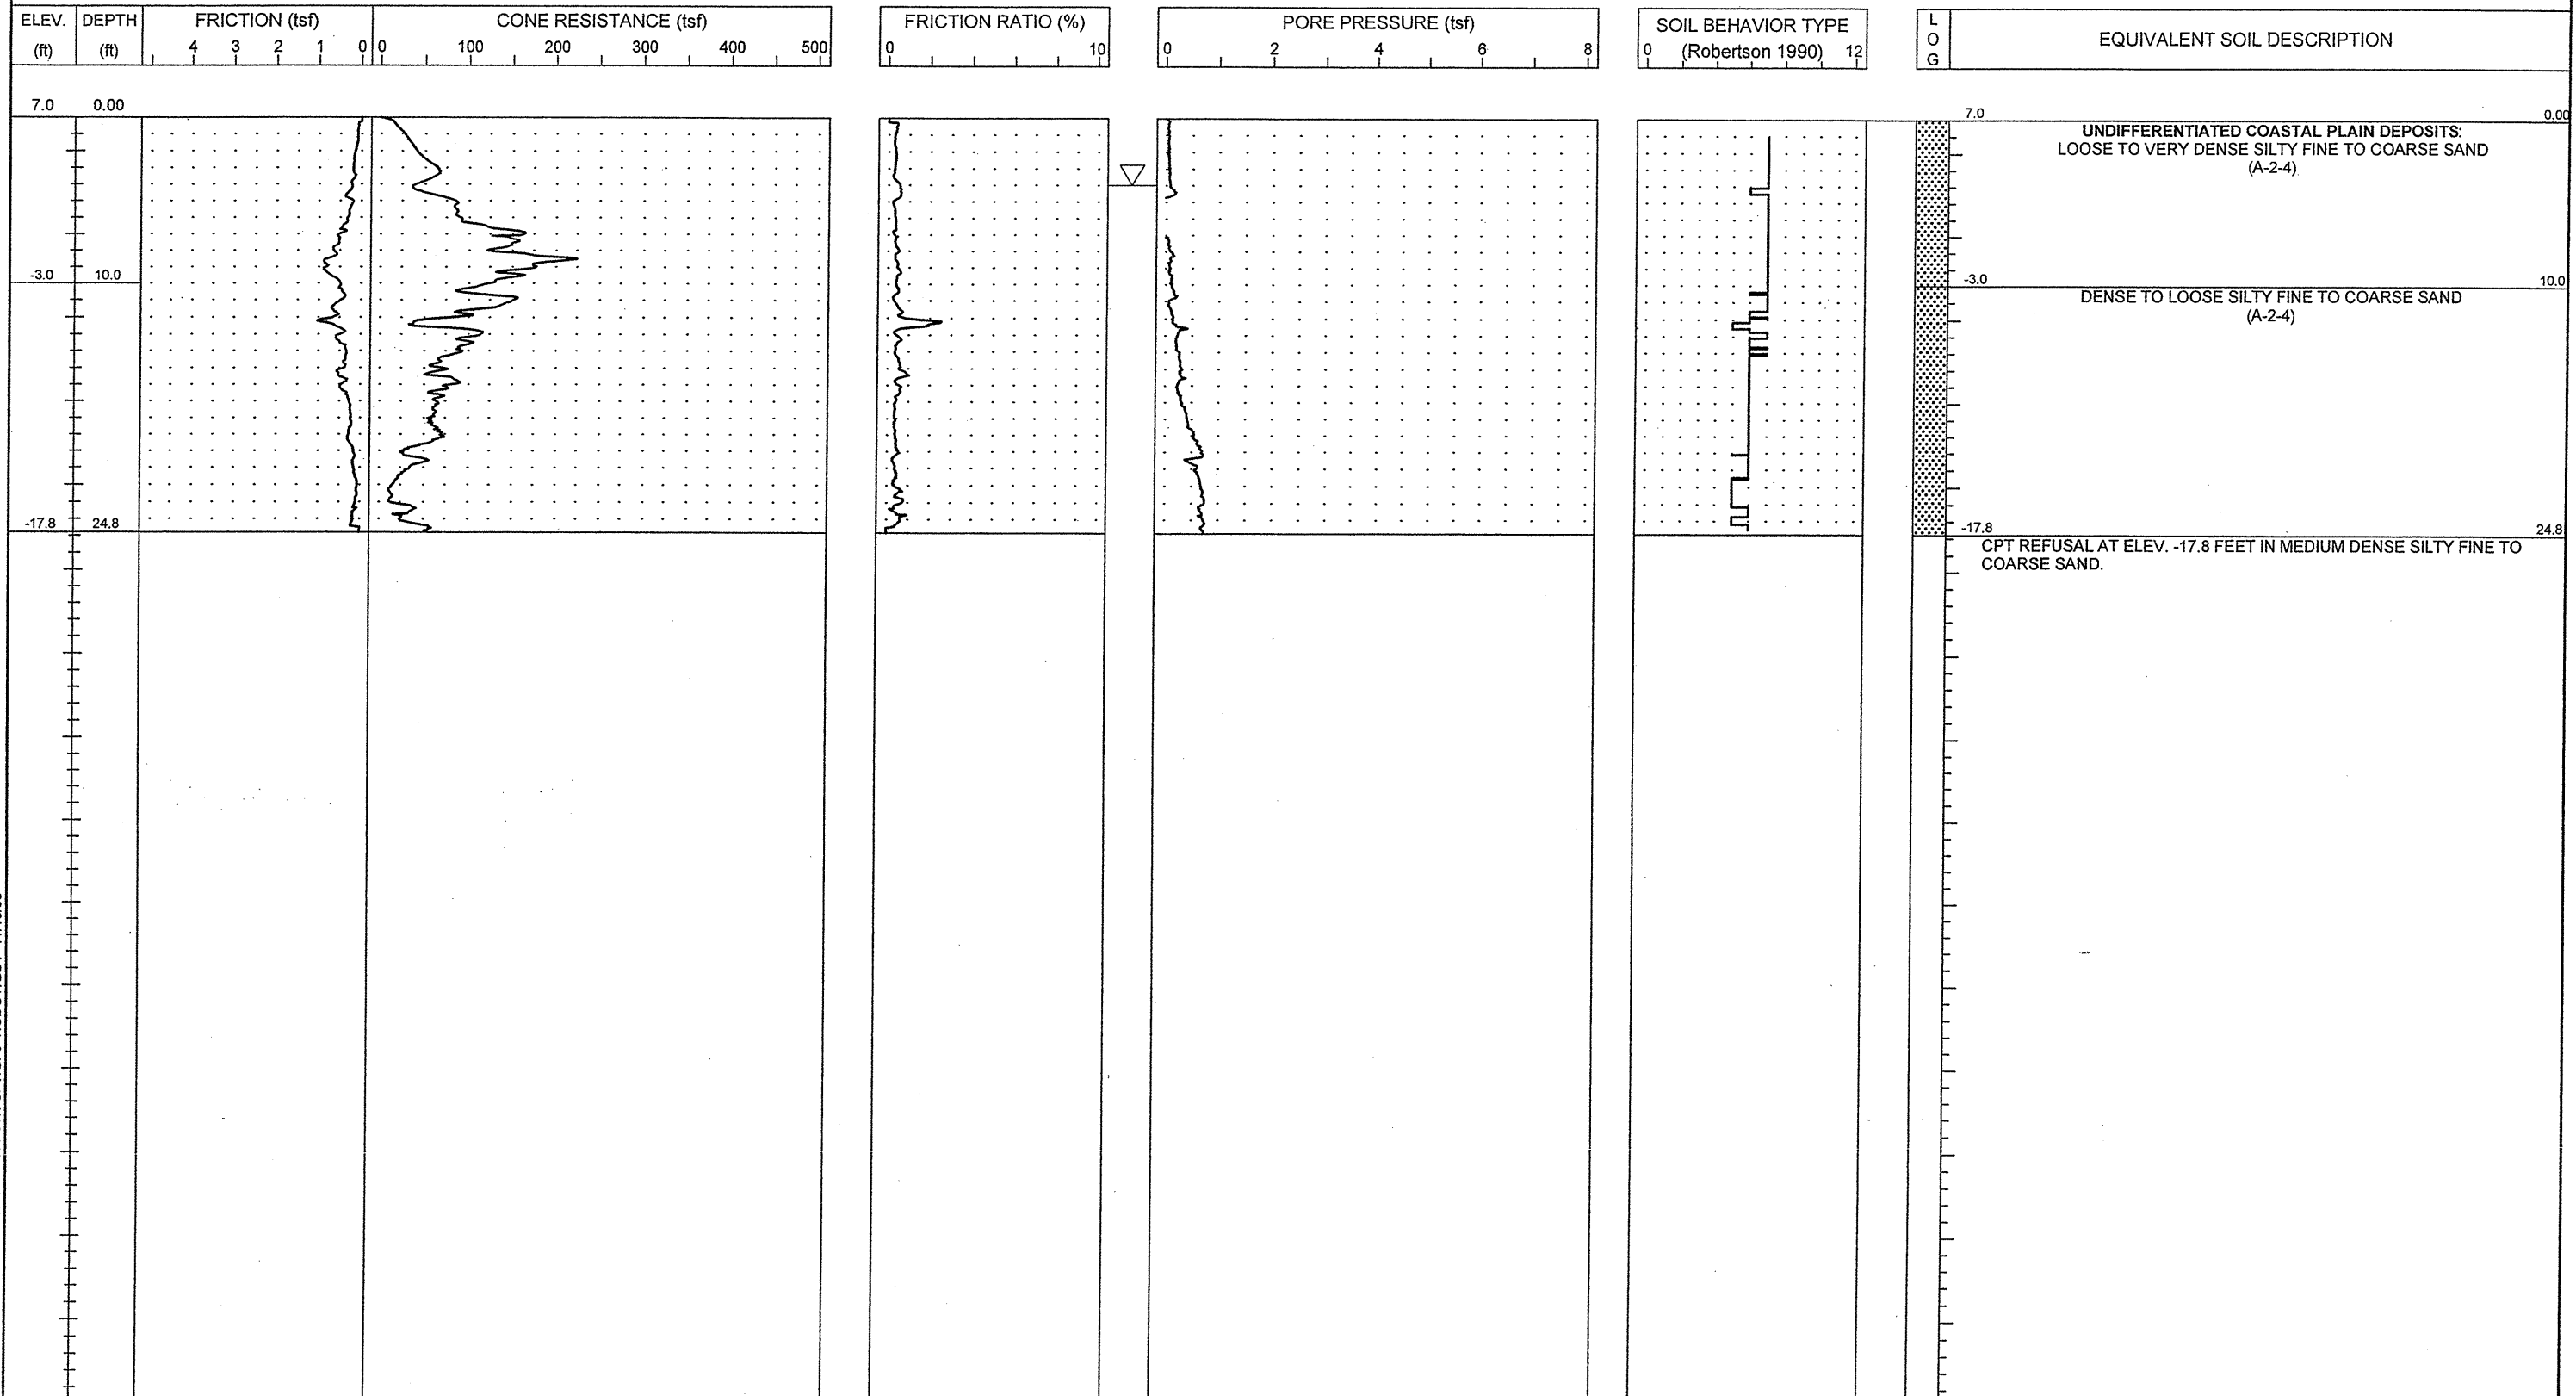 ELEV. DEPTH FRICTION (tsf) CONE RESISTANCE (tsf) FRICTION RATIO (%) PORE PRESSURE (tsf) SOIL BEHAVIOR TYPE L
(ft) (ft) 4 3 2 1 0 0 100 200 300 400 500 0 10 0 2 4 6 8 0 (Robertson 1990) 12 O EQUIVALENT SOIL DESCRIPTION
G
7.0 0.00 7.0 0.00
UNDIFFERENTIATED COASTAL PLAIN DEPOSITS:
LOOSE TO VERY DENSE SILTY FINE TO COARSE SAND
(A-2-4)
-3.0 10.0 -3.0 10.0
DENSE TO LOOSE SILTY FINE TO COARSE SAND
(A-2-4)
-17.8 24.8 -17.8 24.8
CPT REFUSAL AT ELEV. -17.8 FEET IN MEDIUM DENSE SILTY FINE TO
COARSE SAND.